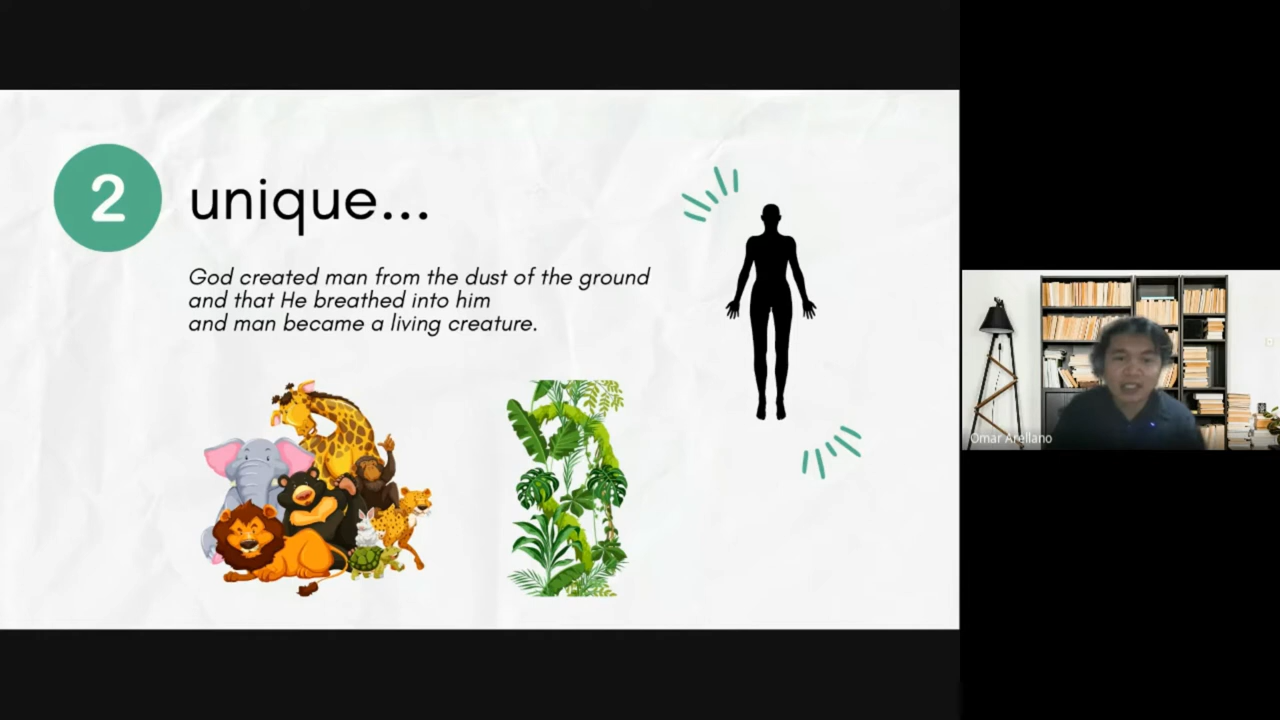 2
unique...
God created man from the dust of the ground
and that He breathed into him
and man became a living creature.
Omar Arellano